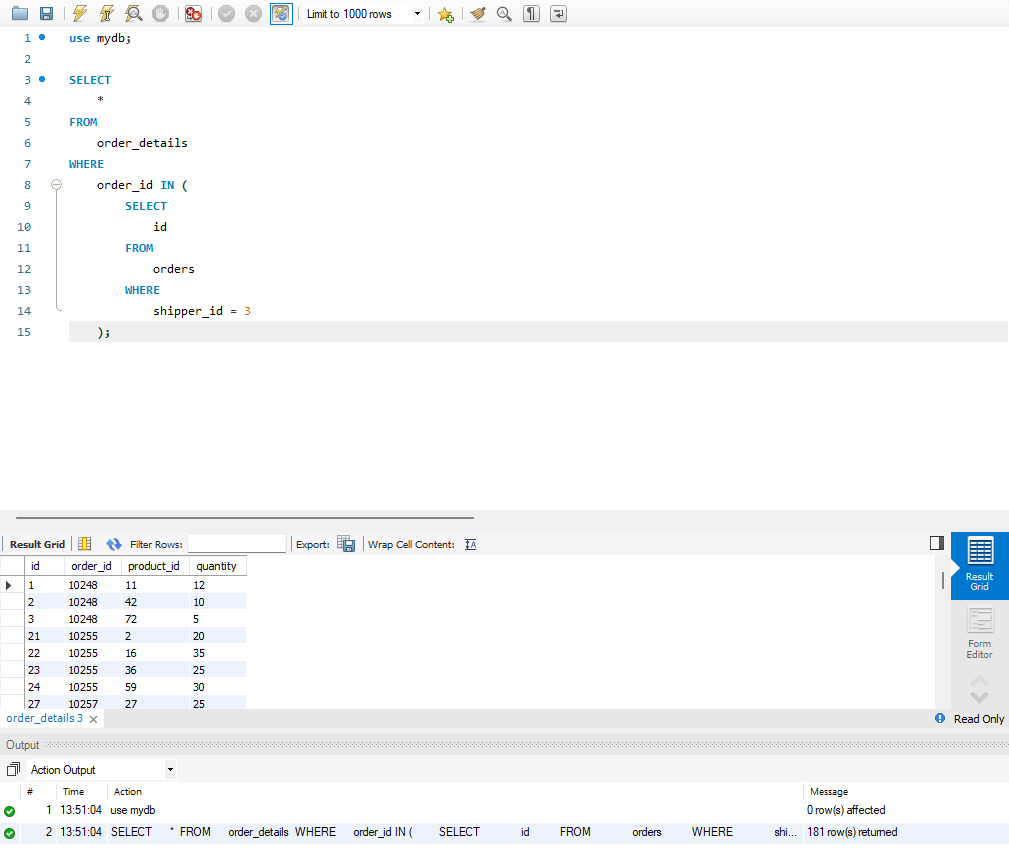 Limit to 1000 rows
1 use mydb;
2
3 SELECT
4 *
5 FROM
6 order_details
7 WHERE
8 order_id IN (
9 SELECT
10 id
11 FROM
12 orders
13 WHERE
14 shipper_id = 3
15 );
Result Grid Filter Rows: Export: Wrap Cell Content:
id order_id product_id quantity
1 10248 11 12
2 10248 42 10
3 10248 72 5
21 10255 2 20
22 10255 16 35
23 10255 36 25
24 10255 59 30
27 10257 27 25
Result
Grid
Form
Editor
order_details 3 Read Only
Output
Action Output
# Time Action Message
1 13:51:04 use mydb 0 row(s) affected
2 13:51:04 SELECT * FROM order_details WHERE order_id IN ( SELECT id FROM orders WHERE shi... 181 row(s) returned